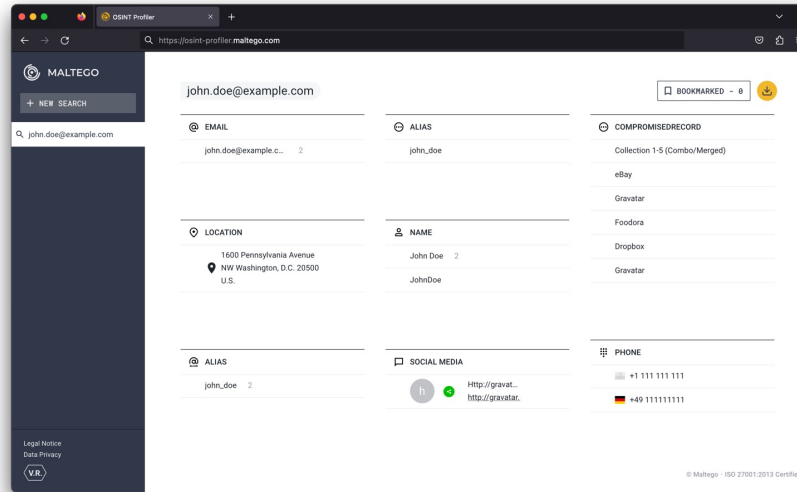 OSINT Profiler
https://osint-profiler.maltego.com
MALTEGO
+ NEW SEARCH
john.doe@example.com
Legal Notice
Data Privacy
V.R.
john.doe@example.com
BOOKMARKED - 0
EMAIL
john.doe@example.c… 2
ALIAS
john_doe
COMPROMISEDRECORD
Collection 1-5 (Combo/Merged)
eBay
Gravatar
Foodora
Dropbox
Gravatar
LOCATION
1600 Pennsylvania Avenue
NW Washington, D.C. 20500
U.S.
NAME
John Doe 2
JohnDoe
ALIAS
john_doe 2
SOCIAL MEDIA
h
Http://gravat…
http://gravatar.
PHONE
+1 111 111 111
+49 111111111
© Maltego - ISO 27001:2013 Certifie